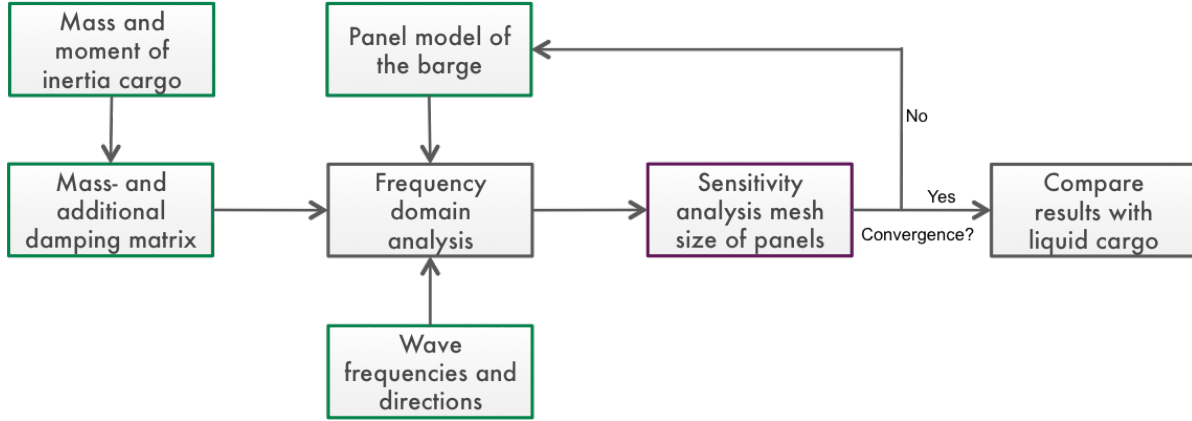 Mass and
moment of
inertia cargo
Panel model of
the barge
No
Mass- and
additional
damping matrix
Frequency
domain
analysis
Sensitivity
analysis mesh
size of panels
Yes
Convergence?
Compare
results with
liquid cargo
Wave
frequencies and
directions